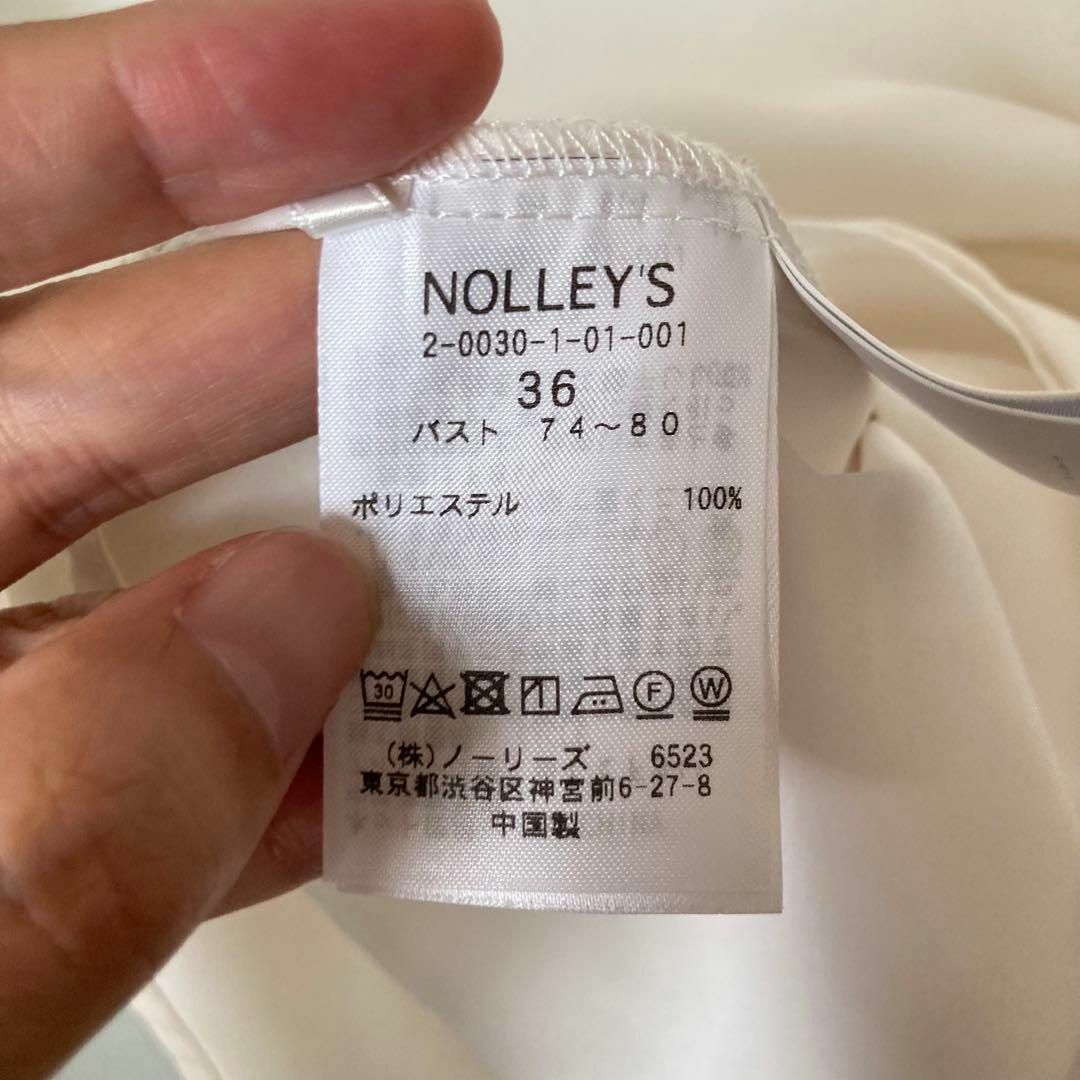 NOLLEY'S
2-0030-1-01-001
36
バスト 74～80
ポリエステル 100%
30 F W
(株)ノーリーズ 6523
東京都渋谷区神宮前6-27-8
中国製